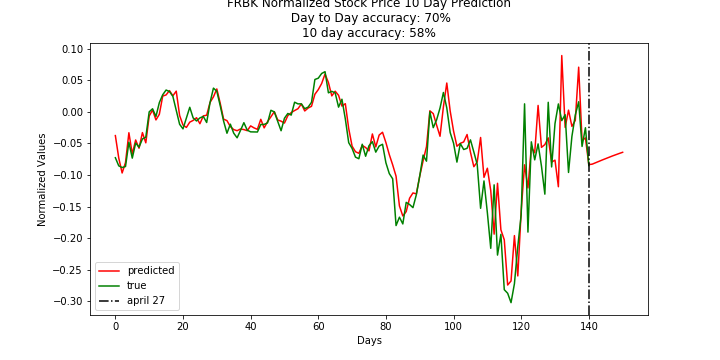 FRBK Normalized Stock Price 10 Day Prediction
Day to Day accuracy: 70%
10 day accuracy: 58%
0.10
0.05
0.00
−0.05
−0.10
−0.15
−0.20
−0.25
−0.30
Normalized Values
predicted
true
april 27
0
20
40
60
80
100
120
140
Days